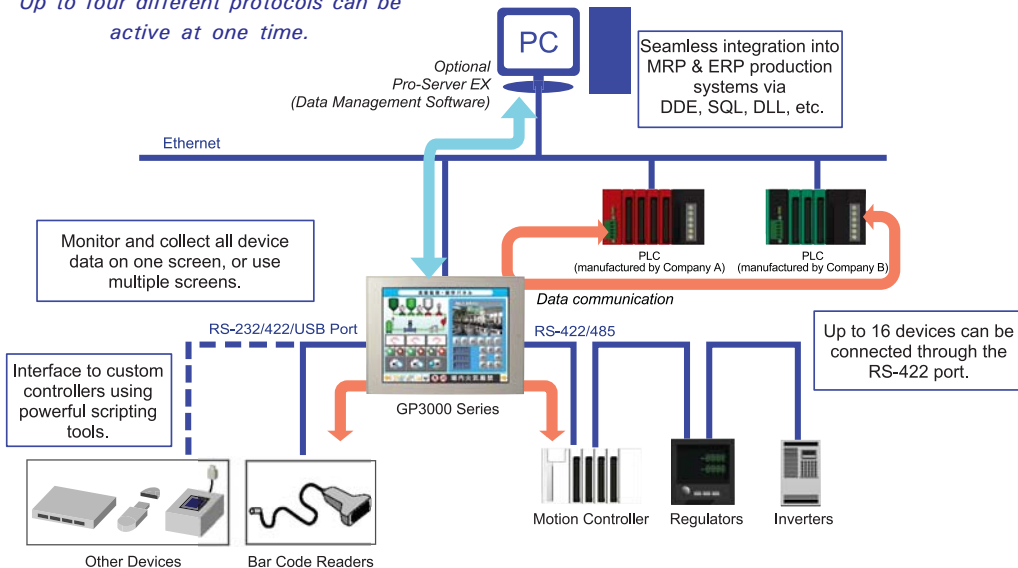 Up to four different protocols can be
active at one time.
PC
Optional
Pro-Server EX
(Data Management Software)
Seamless integration into
MRP & ERP production
systems via
DDE, SQL, DLL, etc.
Ethernet
Monitor and collect all device
data on one screen, or use
multiple screens.
PLC
(manufactured by Company A)
PLC
(manufactured by Company B)
Data communication
RS-232/422/USB Port
RS-422/485
Up to 16 devices can be
connected through the
RS-422 port.
Interface to custom
controllers using
powerful scripting
tools.
GP3000 Series
Motion Controller
Regulators
Inverters
Other Devices
Bar Code Readers